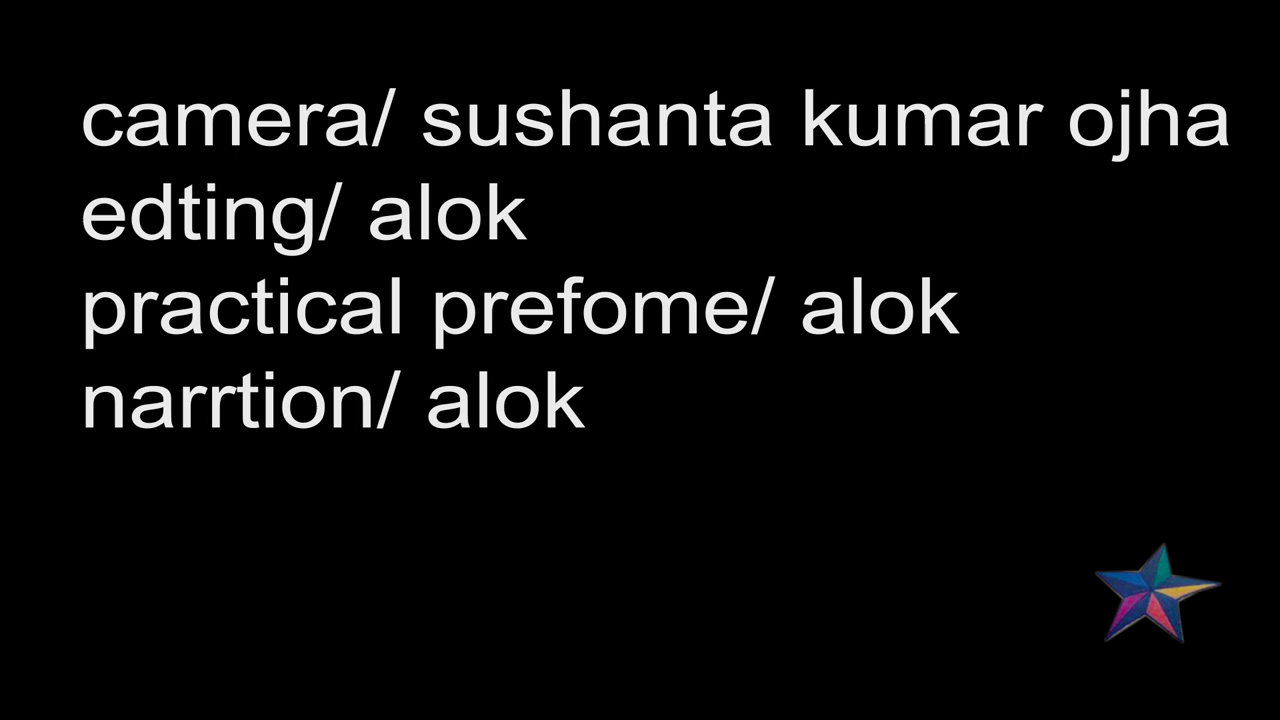 camera/ sushanta kumar ojha
edting/ alok
practical prefome/ alok
narrtion/ alok